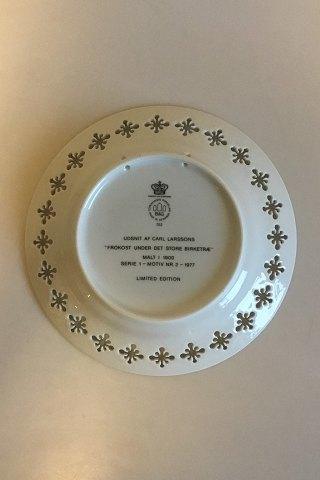 B&G
UDSNIT AF CARL LARSSONS
"FROKOST UNDER DET STORE BIRKETRÆ"
MALT I 1900
SERIE 1 – MOTIV NR. 2 – 1977
LIMITED EDITION